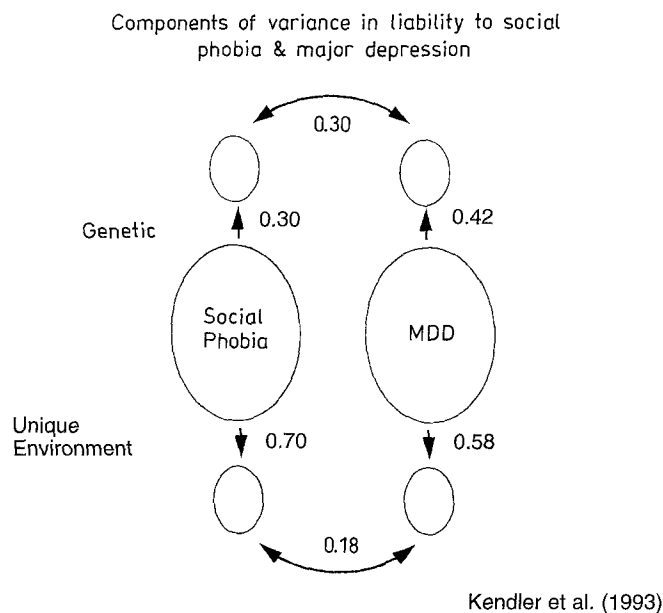 Components of variance in liability to social
phobia & major depression
0.30
Genetic
0.30
0.42
Social
Phobia
MDD
Unique
Environment
0.70
0.58
0.18
Kendler et al. (1993)